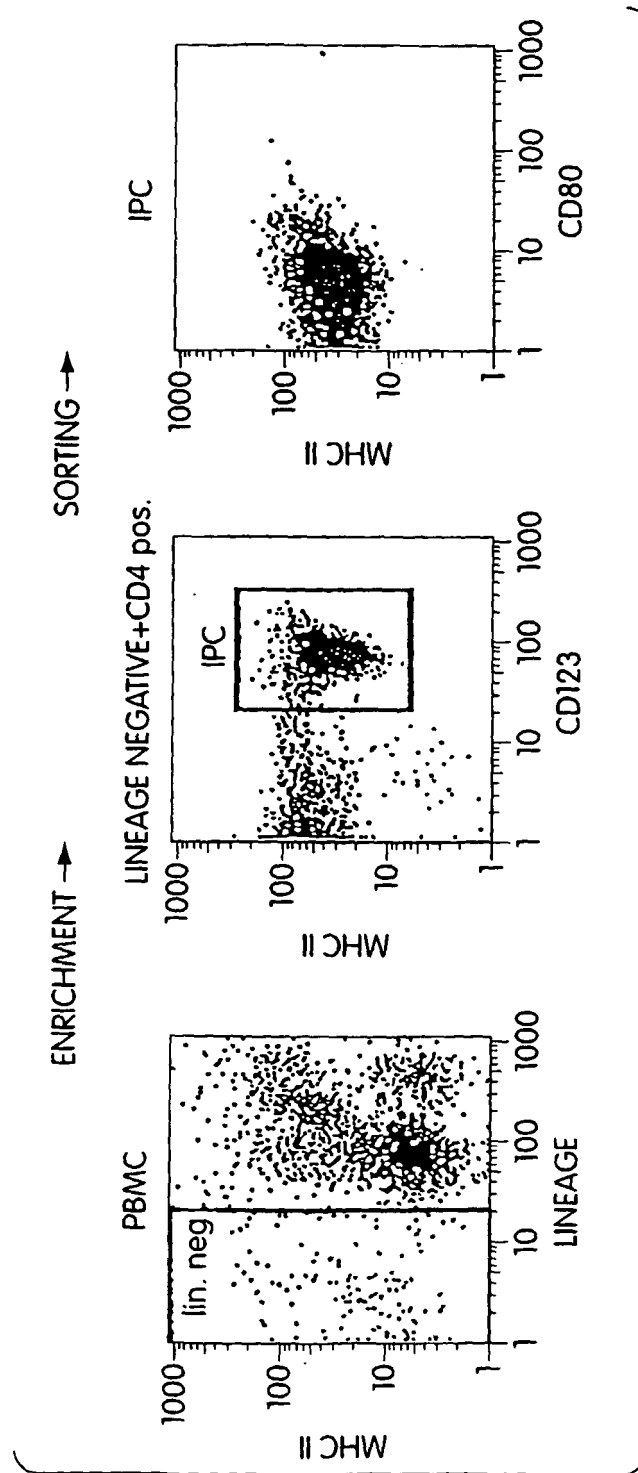 ENRICHMENT →
SORTING →
PBMC
lin. neg
1000
100
10
1
MHC II
1
10
100
1000
LINEAGE
LINEAGE NEGATIVE+CD4 pos.
IPC
1000
100
10
1
MHC II
1
10
100
1000
CD123
IPC
1000
100
10
1
MHC II
1
10
100
1000
CD80